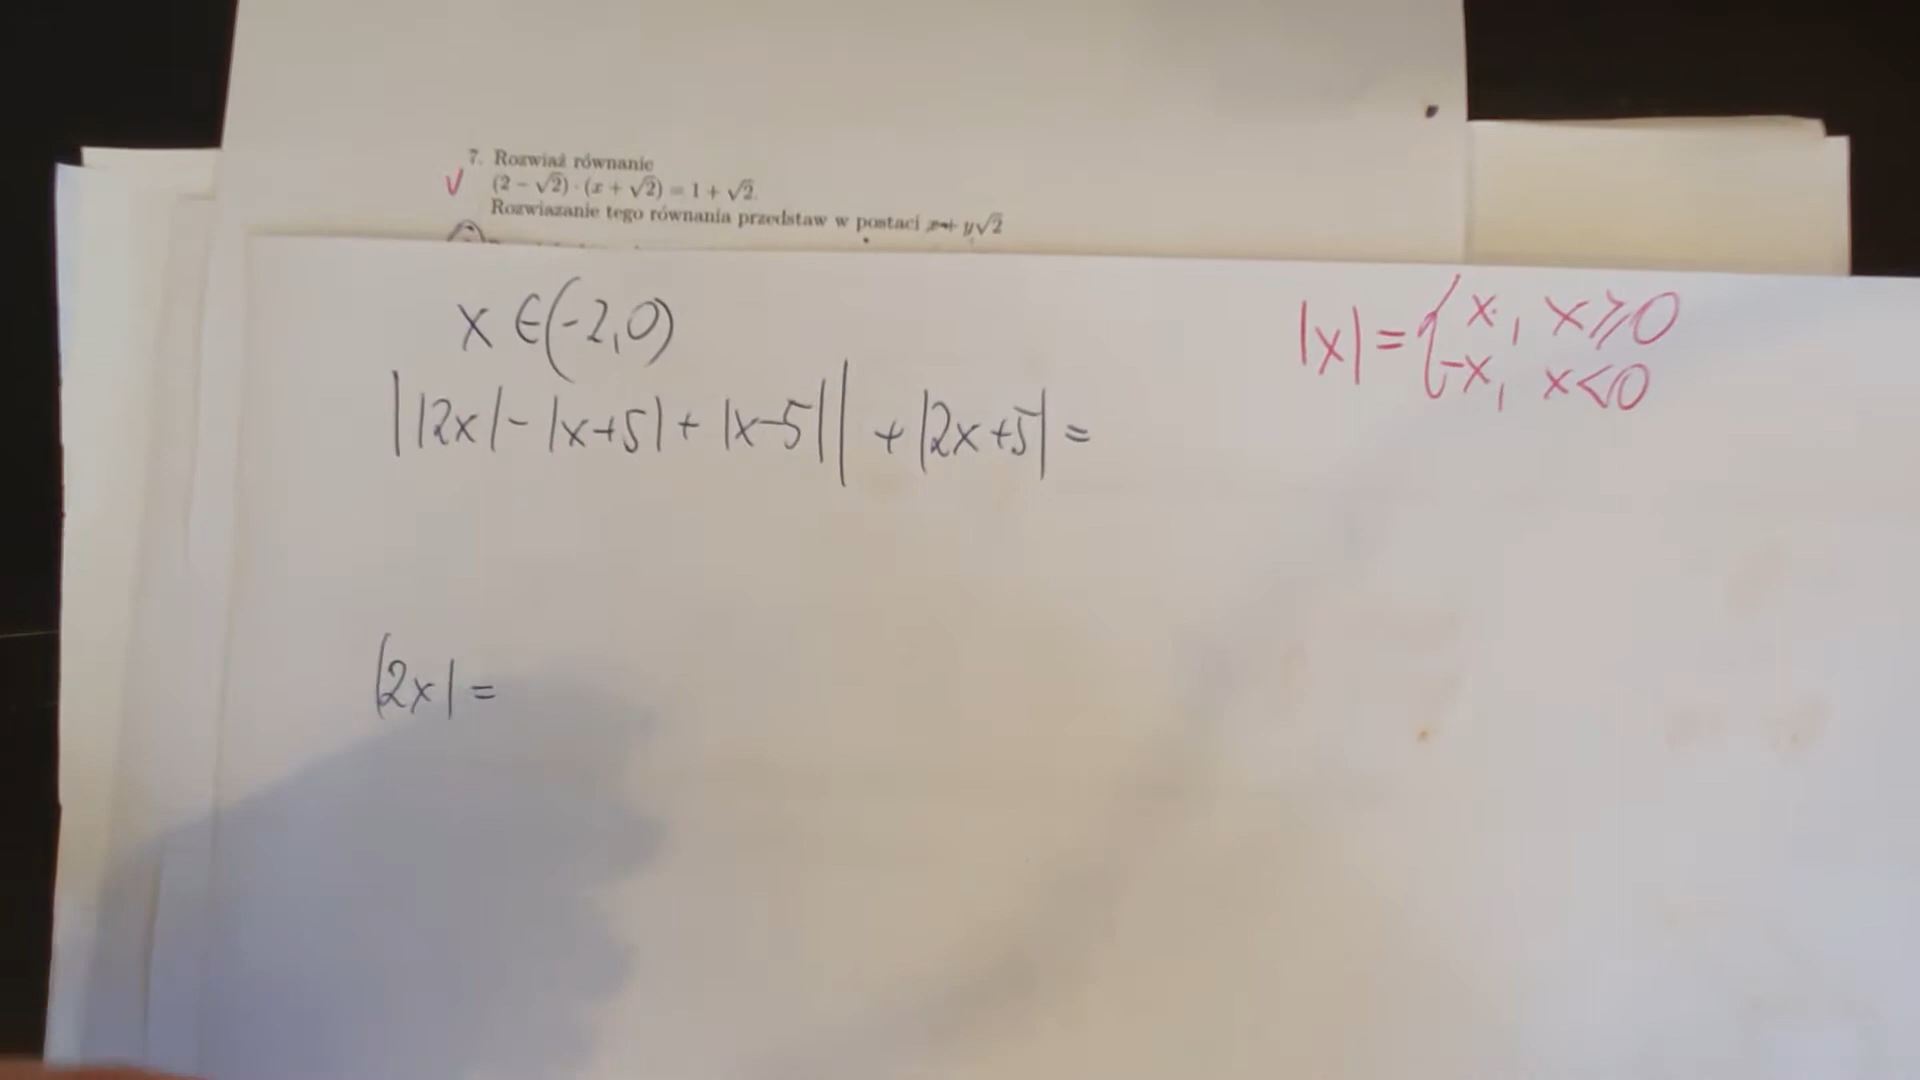 7. Rozwiąż równanie
(2 − √2) · (x + √2) = 1 + √2.
Rozwiązanie tego równania przedstaw w postaci x + y√2
x ∈ (-2,0)
||2x| - |x+5| + |x-5|| + |2x+5| =
|x| = { x, x ⩾ 0
-x, x < 0
|2x| =